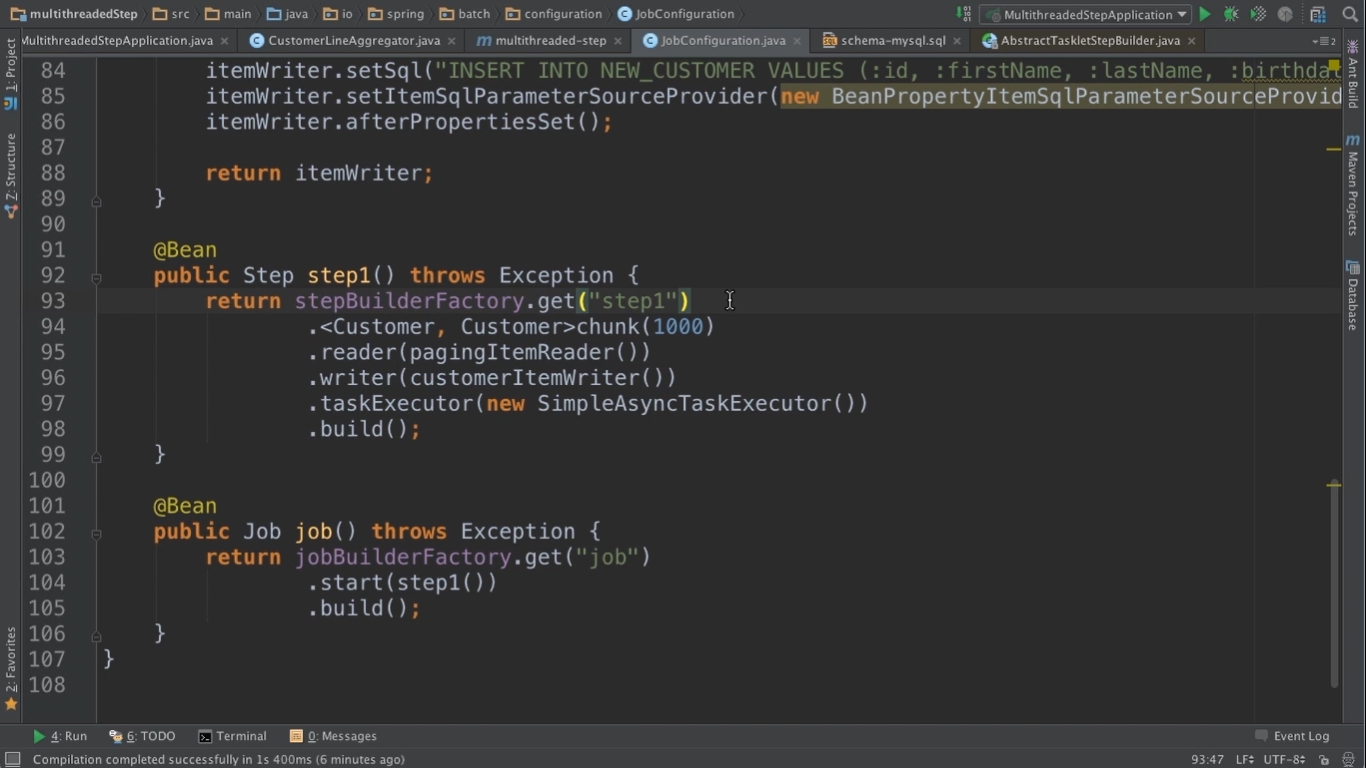 multithreadedStep src main java io spring batch configuration JobConfiguration MultithreadedStepApplication
MultithreadedStepApplication.java CustomerLineAggregator.java multithreaded-step JobConfiguration.java schema-mysql.sql AbstractTaskletStepBuilder.java
84 itemWriter.setSql("INSERT INTO NEW_CUSTOMER VALUES (:id, :firstName, :lastName, :birthdat
85 itemWriter.setItemSqlParameterSourceProvider(new BeanPropertyItemSqlParameterSourceProvid
86 itemWriter.afterPropertiesSet();
87
88 return itemWriter;
89 }
90
91 @Bean
92 public Step step1() throws Exception {
93 return stepBuilderFactory.get("step1")
94 .<Customer, Customer>chunk(1000)
95 .reader(pagingItemReader())
96 .writer(customerItemWriter())
97 .taskExecutor(new SimpleAsyncTaskExecutor())
98 .build();
99 }
100
101 @Bean
102 public Job job() throws Exception {
103 return jobBuilderFactory.get("job")
104 .start(step1())
105 .build();
106 }
107 }
108
1: Project
7: Structure
2: Favorites
Ant Build
Maven Projects
Database
4: Run 6: TODO Terminal 0: Messages Event Log
Compilation completed successfully in 1s 400ms (6 minutes ago) 93:47 LF÷ UTF-8÷